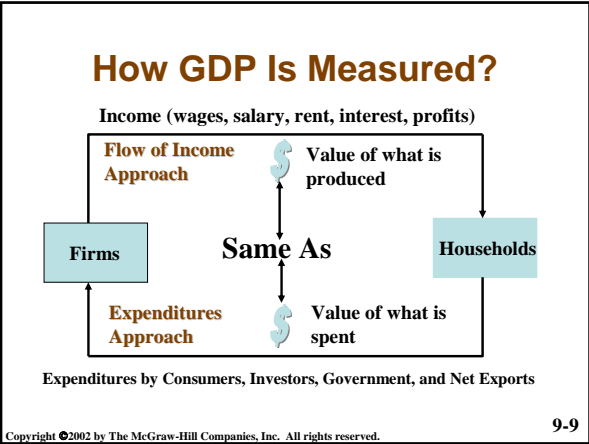 How GDP Is Measured?
Income (wages, salary, rent, interest, profits)
Flow of Income
Approach
$
Value of what is
produced
Firms
Same As
Households
Expenditures
Approach
$
Value of what is
spent
Expenditures by Consumers, Investors, Government, and Net Exports
Copyright ©2002 by The McGraw-Hill Companies, Inc. All rights reserved.
9-9